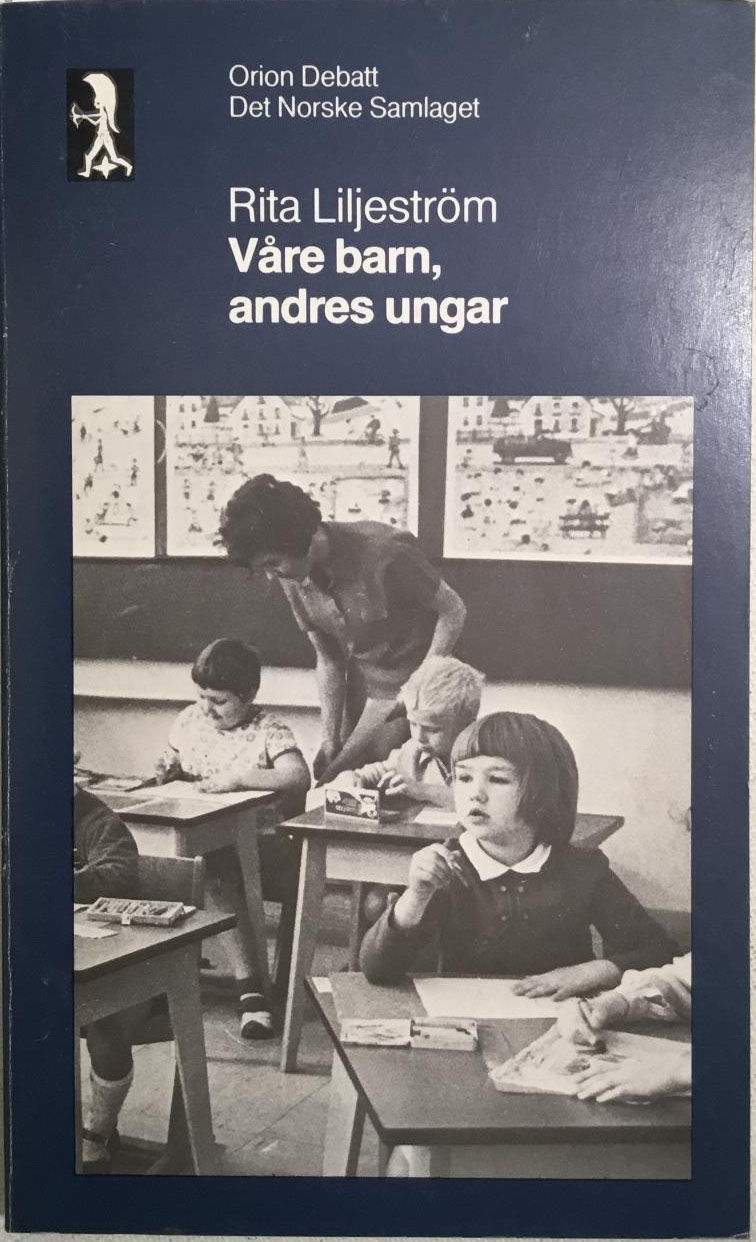 Orion Debatt
Det Norske Samlaget
Rita Liljeström
Våre barn,
andres ungar